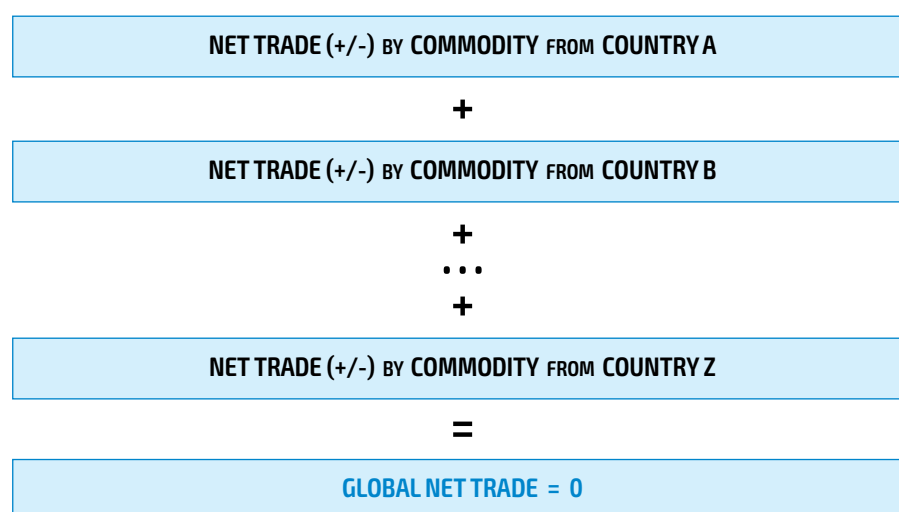 NET TRADE (+/-) BY COMMODITY FROM COUNTRY A
+
NET TRADE (+/-) BY COMMODITY FROM COUNTRY B
+
...
+
NET TRADE (+/-) BY COMMODITY FROM COUNTRY Z
=
GLOBAL NET TRADE = 0